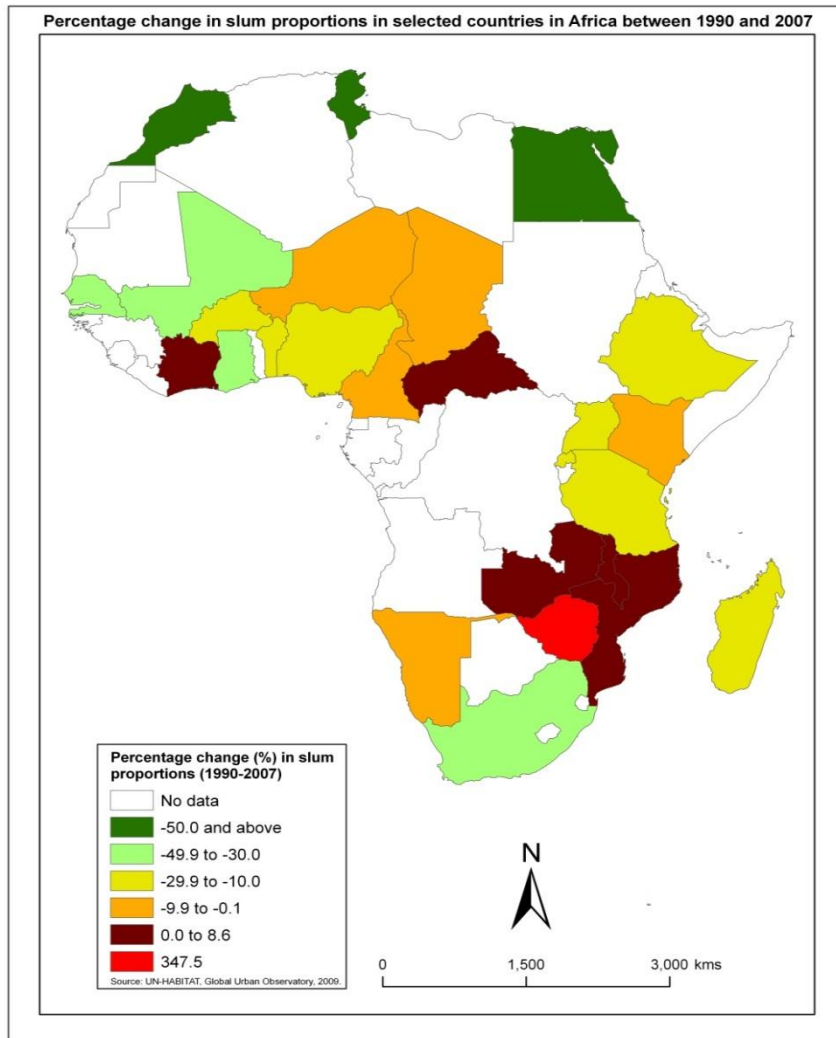 Percentage change in slum proportions in selected countries in Africa between 1990 and 2007
Percentage change (%) in slum
proportions (1990-2007)
No data
-50.0 and above
-49.9 to -30.0
-29.9 to -10.0
-9.9 to -0.1
0.0 to 8.6
347.5
Source: UN-HABITAT, Global Urban Observatory, 2009.
N
0 1,500 3,000 kms